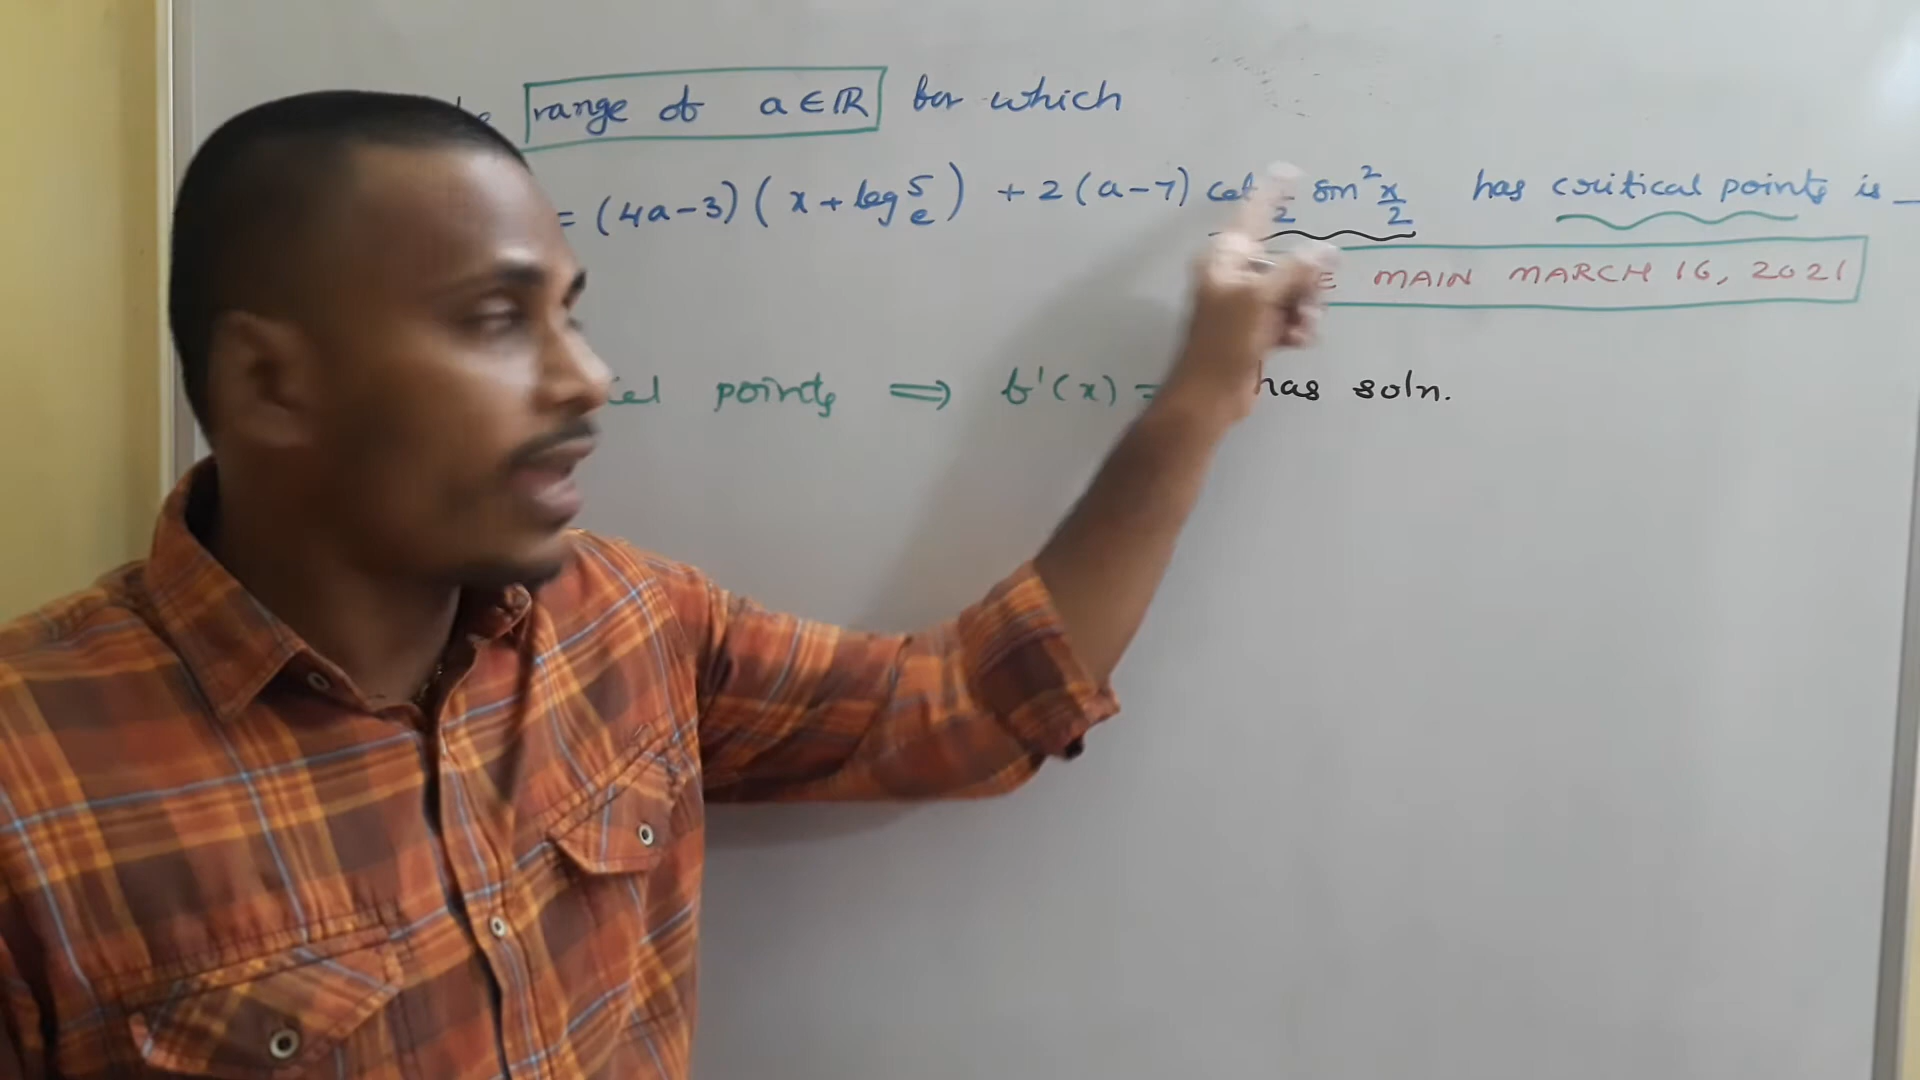 range of a ∈ ℝ for which
= (4a-3)(x + log_e 5) + 2(a-7) cot x/2 sin² x/2 has critical points is _
E MAIN MARCH 16, 2021
points ⟹ f'(x) = has soln.